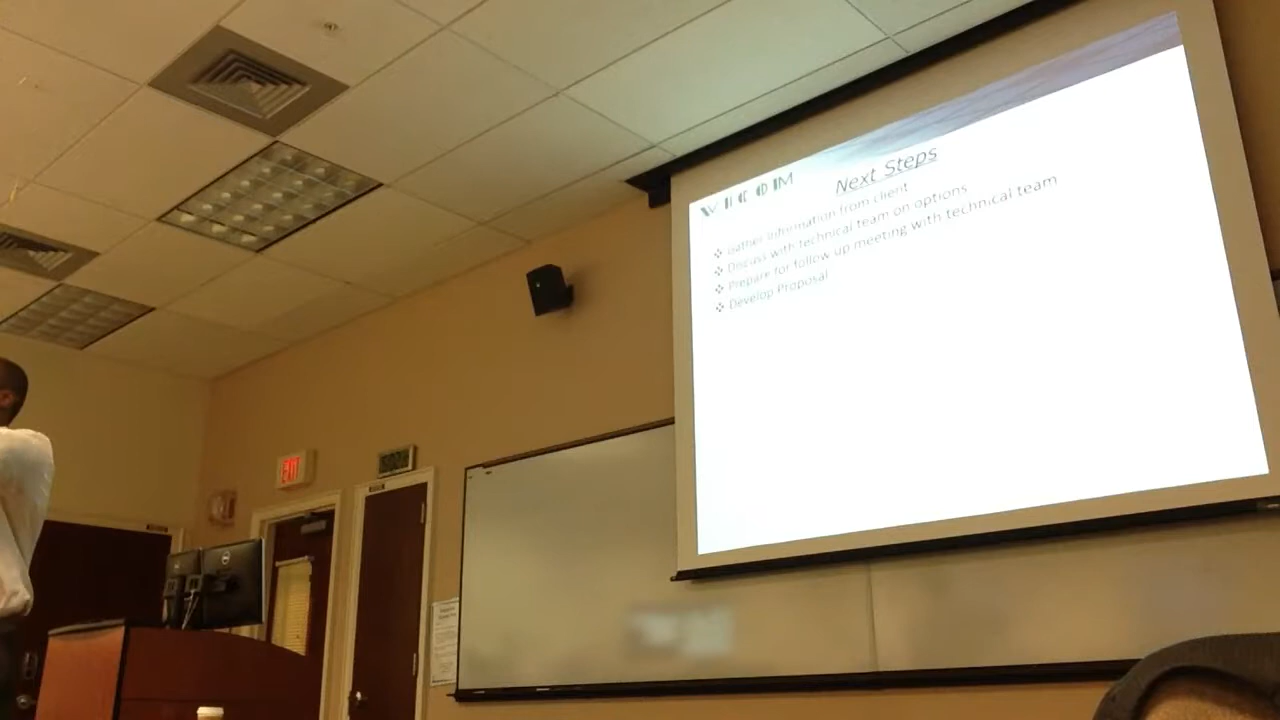 VICOM
Next Steps
❖ Gather information from client
❖ Discuss with technical team on options
❖ Prepare for follow up meeting with technical team
❖ Develop Proposal
EXIT